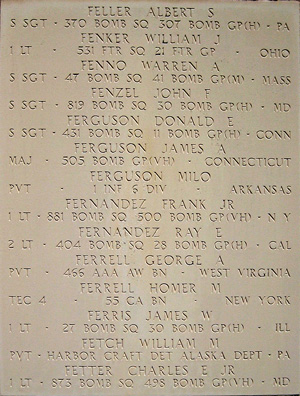 FELLER ALBERT S
S SGT · 370 BOMB SQ 307 BOMB GP(H) · PA
FENKER WILLIAM J
1 LT · 531 FTR SQ 21 FTR GP · OHIO
FENNO WARREN A
S SGT · 47 BOMB SQ 41 BOMB GP(M) · MASS
FENZEL JOHN F
S SGT · 819 BOMB SQ 30 BOMB GP(H) · MD
FERGUSON DONALD E
S SGT · 431 BOMB SQ 11 BOMB GP(H) · CONN
FERGUSON JAMES A
MAJ · 505 BOMB GP(VH) · CONNECTICUT
FERGUSON MILO
PVT · 1 INF 6 DIV · ARKANSAS
FERNANDEZ FRANK JR
1 LT · 881 BOMB SQ 500 BOMB GP(VH) · N Y
FERNANDEZ RAY E
2 LT · 404 BOMB SQ 28 BOMB GP(H) · CAL
FERRELL GEORGE A
PVT · 466 AAA AW BN · WEST VIRGINIA
FERRELL HOMER M
TEC 4 · 55 CA BN · NEW YORK
FERRIS JAMES W
1 LT · 27 BOMB SQ 30 BOMB GP(H) · ILL
FETCH WILLIAM M
PVT · HARBOR CRAFT DET ALASKA DEPT · PA
FETTER CHARLES E JR
1 LT · 873 BOMB SQ 498 BOMB GP(VH) · MD